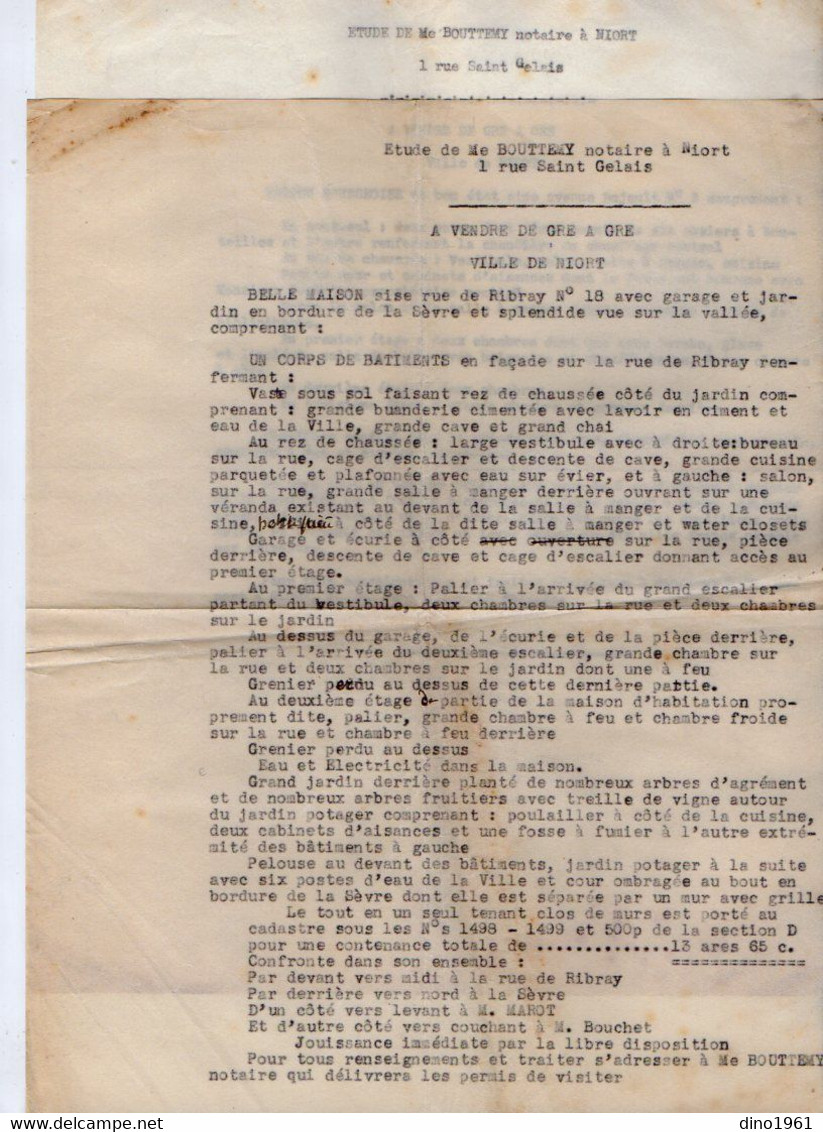 ETUDE DE Me BOUTTEMY notaire à NIORT
1 rue Saint Gelais
Etude de Me BOUTTEMY notaire à Niort
1 rue Saint Gelais
A VENDRE DE GRE A GRE
VILLE DE NIORT
BELLE MAISON sise rue de Ribray N° 18 avec garage et jar-
din en bordure de la Sèvre et splendide vue sur la vallée,
comprenant :
UN CORPS DE BATIMENTS en façade sur la rue de Ribray ren-
fermant :
Vaste sous sol faisant rez de chaussée côté du jardin com-
prenant : grande buanderie cimentée avec lavoir en ciment et
eau de la Ville, grande cave et grand chai
Au rez de chaussée : large vestibule avec à droite:bureau
sur la rue, cage d'escalier et descente de cave, grande cuisine
parquetée et plafonnée avec eau sur évier, et à gauche : salon,
sur la rue, grande salle à manger derrière ouvrant sur une
véranda existant au devant de la salle à manger et de la cui-
sine, à côté de la dite salle à manger et water closets
Garage et écurie à côté avec ouverture sur la rue, pièce
derrière, descente de cave et cage d'escalier donnant accès au
premier étage.
Au premier étage : Palier à l'arrivée du grand escalier
partant du vestibule, deux chambres sur la rue et deux chambres
sur le jardin
Au dessus du garage, de l'écurie et de la pièce derrière,
palier à l'arrivée du deuxième escalier, grande chambre sur
la rue et deux chambres sur le jardin dont une à feu
Grenier perdu au dessus de cette dernière partie.
Au deuxième étage partie de la maison d'habitation pro-
prement dite, palier, grande chambre à feu et chambre froide
sur la rue et chambre à feu derrière
Grenier perdu au dessus
Eau et Electricité dans la maison.
Grand jardin derrière planté de nombreux arbres d'agrément
et de nombreux arbres fruitiers avec treille de vigne autour
du jardin potager comprenant : poulailler à côté de la cuisine,
deux cabinets d'aisances et une fosse à fumier à l'autre extré-
mité des bâtiments à gauche
Pelouse au devant des bâtiments, jardin potager à la suite
avec six postes d'eau de la Ville et cour ombragée au bout en
bordure de la Sèvre dont elle est séparée par un mur avec grille
Le tout en un seul tenant clos de murs est porté au
cadastre sous les N°s 1498 - 1499 et 500p de la section D
pour une contenance totale de ..............13 ares 65 c.
Confronte dans son ensemble : ==============
Par devant vers midi à la rue de Ribray
Par derrière vers nord à la Sèvre
D'un côté vers levant à M. MAROT
Et d'autre côté vers couchant à M. Bouchet
Jouissance immédiate par la libre disposition
Pour tous renseignements et traiter s'adresser à Me BOUTTEMY
notaire qui délivrera les permis de visiter
dino1961